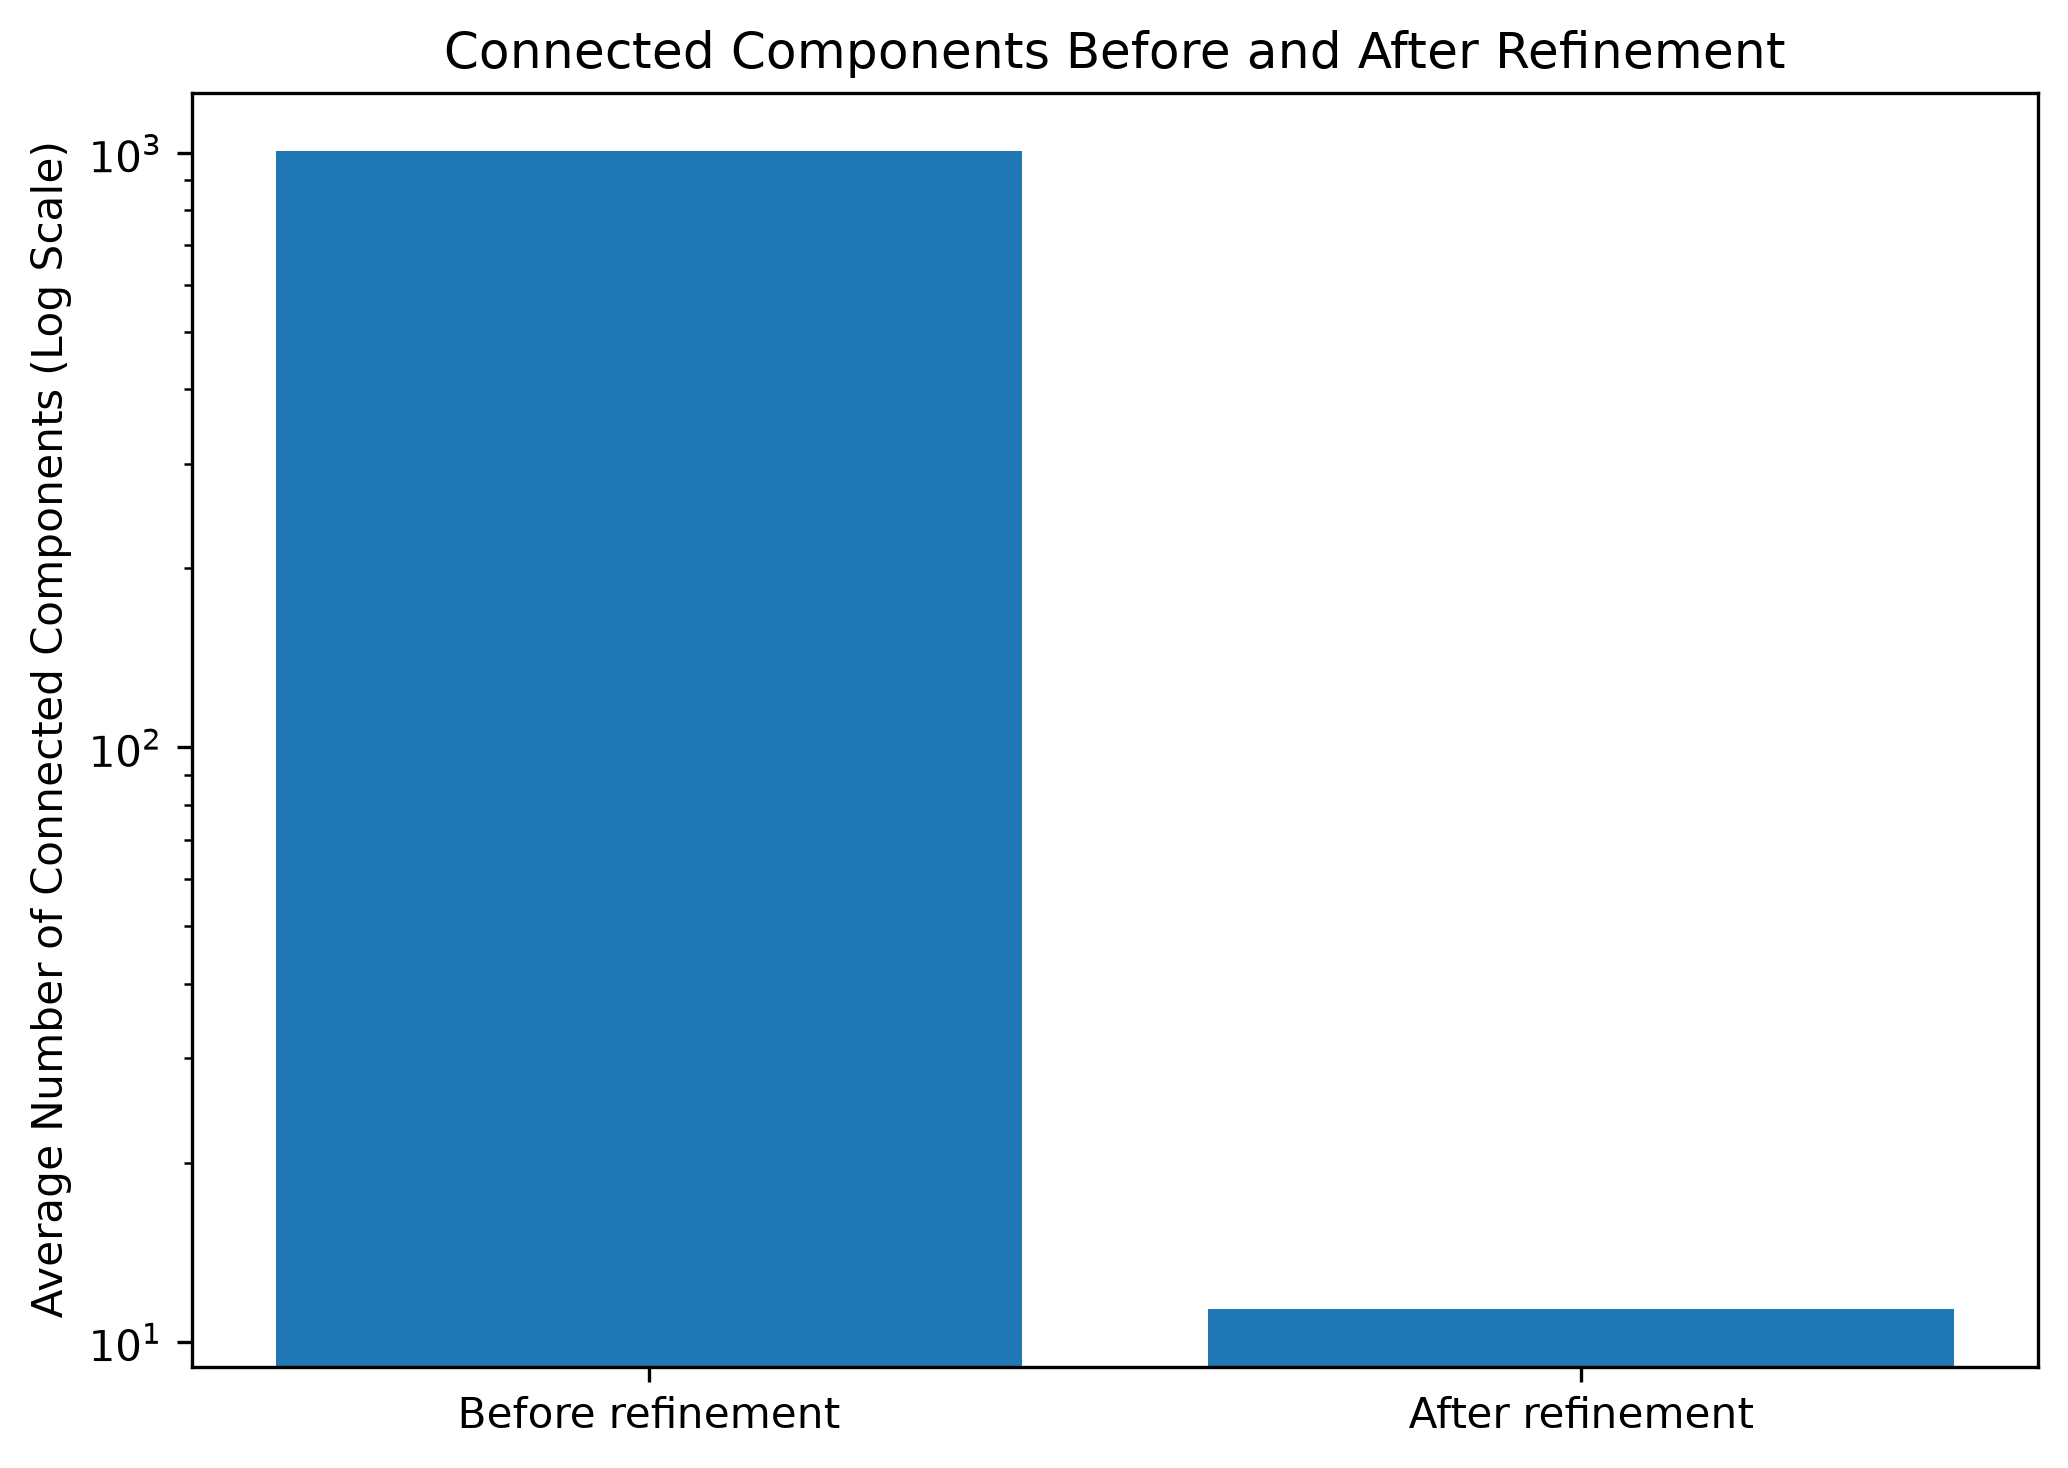 Connected Components Before and After Refinement
Average Number of Connected Components (Log Scale)
10³
10²
10¹
Before refinement
After refinement